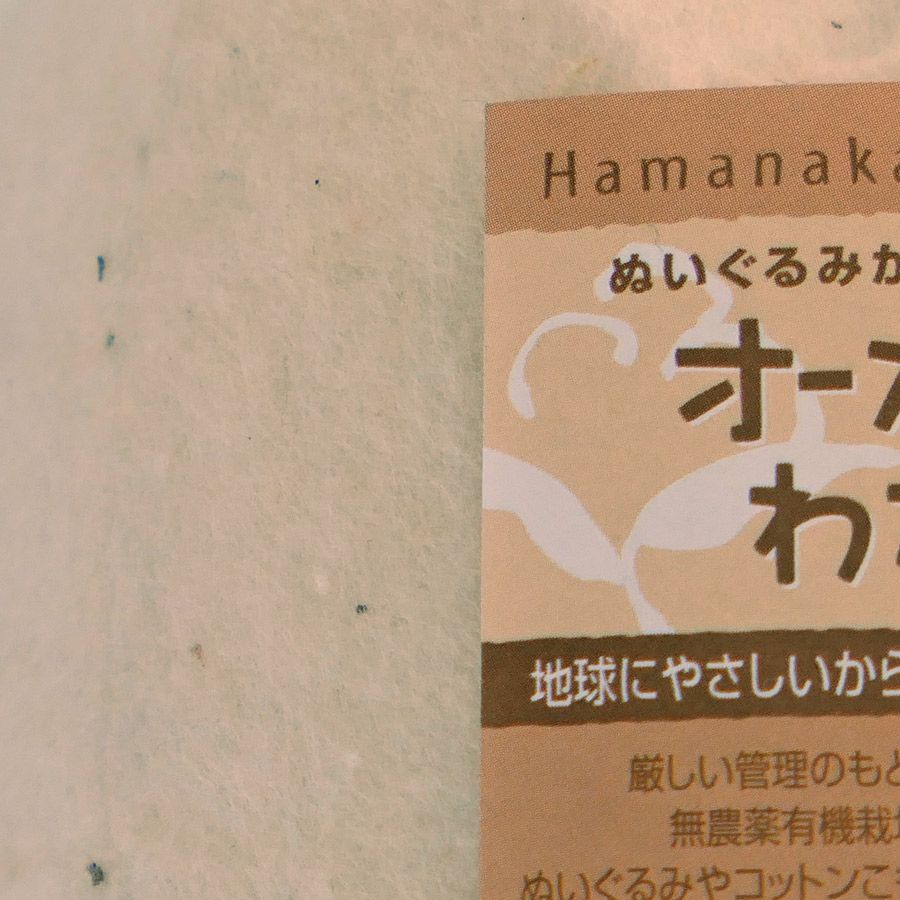 Hamanaka
ぬいぐるみか
オー
わ
地球にやさしいから
厳しい管理のもと
無農薬有機栽
ぬいぐるみやコットンこ